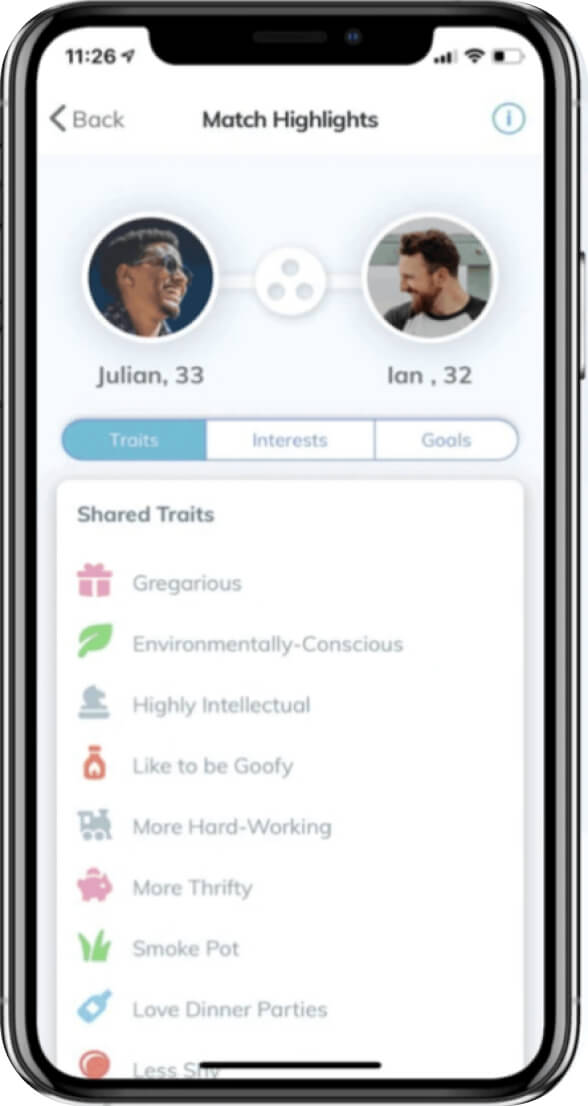 11:26
Back
Match Highlights
i
Julian, 33
Ian , 32
Traits
Interests
Goals
Shared Traits
Gregarious
Environmentally-Conscious
Highly Intellectual
Like to be Goofy
More Hard-Working
More Thrifty
Smoke Pot
Love Dinner Parties
Less Shy